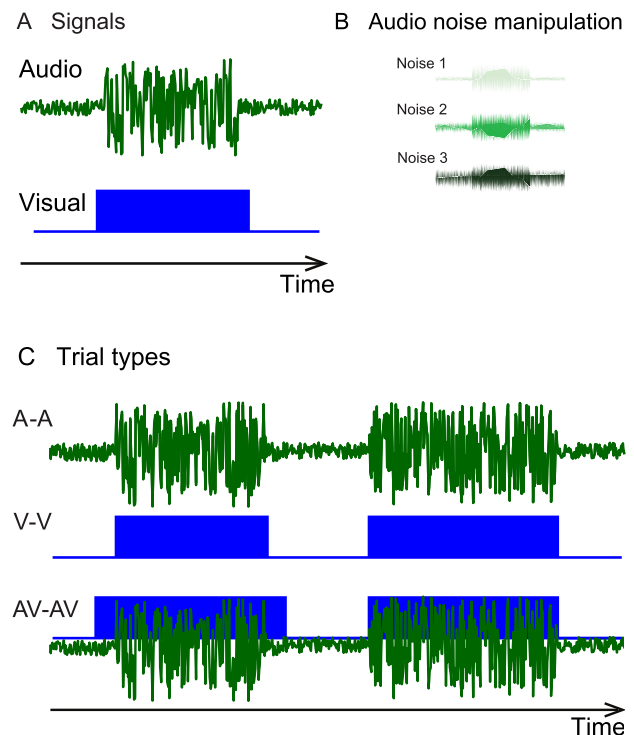 A Signals
Audio
Visual
Time
B Audio noise manipulation
Noise 1
Noise 2
Noise 3
C Trial types
A-A
V-V
AV-AV
Time